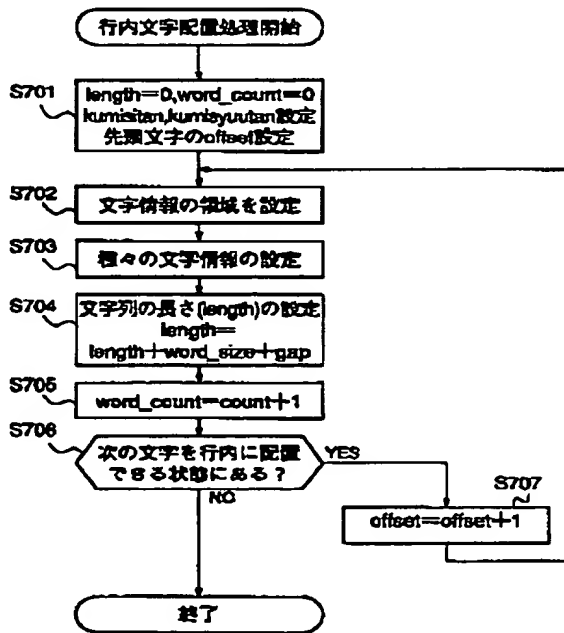 行内文字配置処理開始
S701
length=0,word_count=0
kumisitan,kumisyuutan設定
先頭文字のoffset設定
S702
文字情報の領域を設定
S703
種々の文字情報の設定
S704
文字列の長さ(length)の設定
length=
length+word_size+gap
S705
word_count=count+1
S706
次の文字を行内に配置
できる状態にある?
YES
NO
S707
offset=offset+1
終了